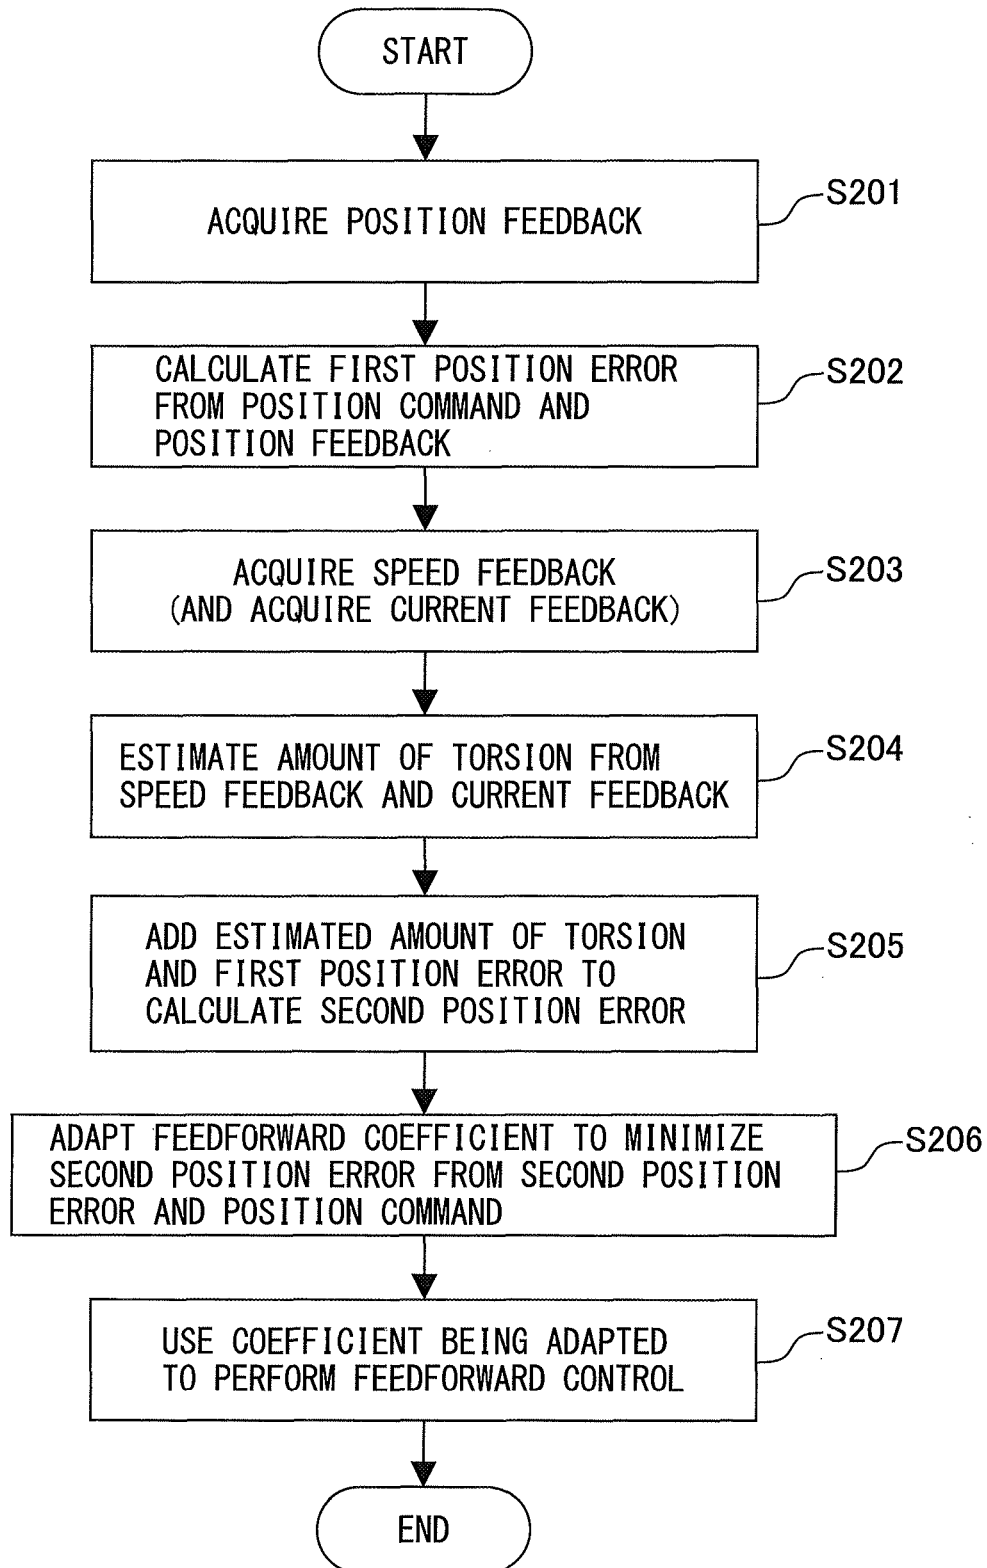 START
ACQUIRE POSITION FEEDBACK
S201
CALCULATE FIRST POSITION ERROR
FROM POSITION COMMAND AND
POSITION FEEDBACK
S202
ACQUIRE SPEED FEEDBACK
(AND ACQUIRE CURRENT FEEDBACK)
S203
ESTIMATE AMOUNT OF TORSION FROM
SPEED FEEDBACK AND CURRENT FEEDBACK
S204
ADD ESTIMATED AMOUNT OF TORSION
AND FIRST POSITION ERROR TO
CALCULATE SECOND POSITION ERROR
S205
ADAPT FEEDFORWARD COEFFICIENT TO MINIMIZE
SECOND POSITION ERROR FROM SECOND POSITION
ERROR AND POSITION COMMAND
S206
USE COEFFICIENT BEING ADAPTED
TO PERFORM FEEDFORWARD CONTROL
S207
END